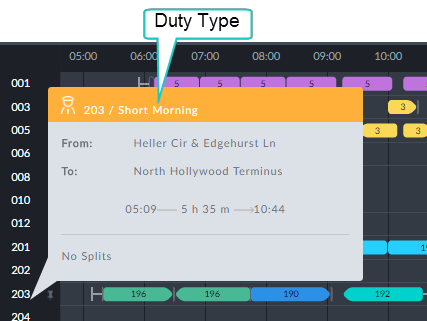 Duty Type
05:00 06:00 07:00 08:00 09:00 10:00
001 5 5 5 5 5
003 3
203 / Short Morning
005 3 3
006
From: Heller Cir & Edgehurst Ln
008
To: North Hollywood Terminus
010
05:09 5 h 35 m 10:44
012
201
No Splits
202
203 196 196 190 192
204